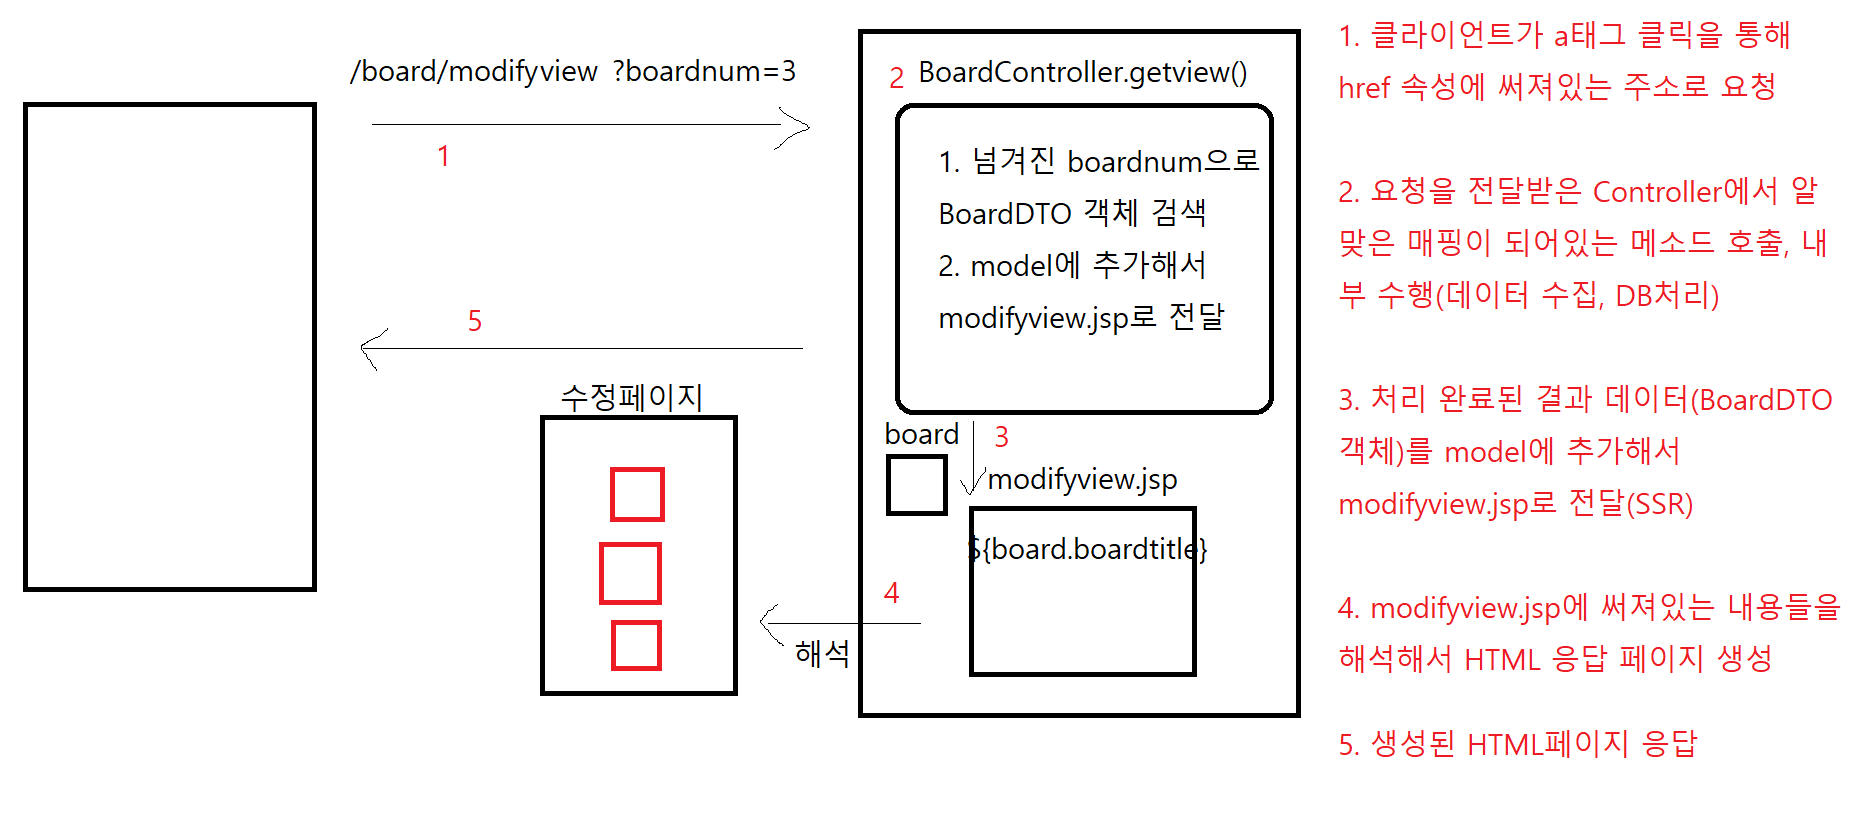 /board/modifyview ?boardnum=3
1
5
수정페이지
2 BoardController.getview()
1. 넘겨진 boardnum으로
BoardDTO 객체 검색
2. model에 추가해서
modifyview.jsp로 전달
board
3
modifyview.jsp
${board.boardtitle}
4
해석
1. 클라이언트가 a태그 클릭을 통해
href 속성에 써져있는 주소로 요청
2. 요청을 전달받은 Controller에서 알
맞은 매핑이 되어있는 메소드 호출, 내
부 수행(데이터 수집, DB처리)
3. 처리 완료된 결과 데이터(BoardDTO
객체)를 model에 추가해서
modifyview.jsp로 전달(SSR)
4. modifyview.jsp에 써져있는 내용들을
해석해서 HTML 응답 페이지 생성
5. 생성된 HTML페이지 응답